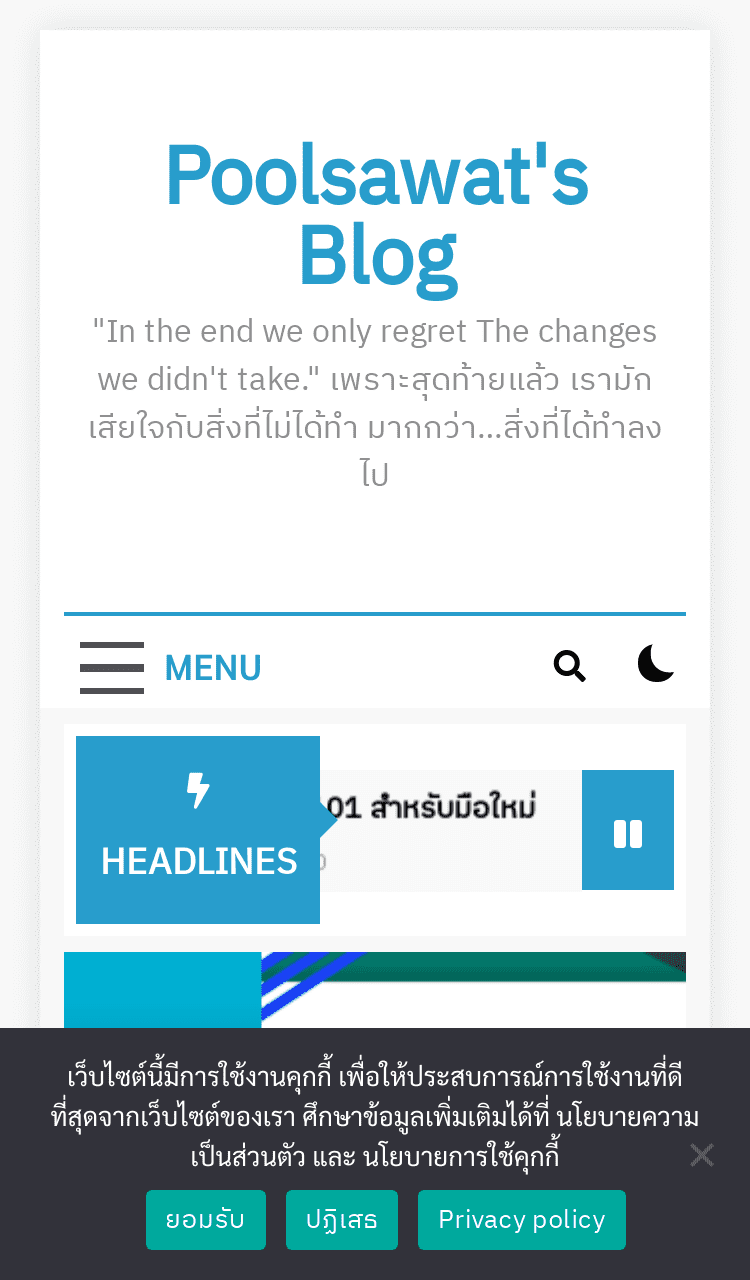 Poolsawat's
Blog
"In the end we only regret The changes
we didn't take." เพราะสุดท้ายแล้ว เรามัก
เสียใจกับสิ่งที่ไม่ได้ทำ มากกว่า...สิ่งที่ได้ทำลง
ไป
MENU
HEADLINES
01 สำหรับมือใหม่
เว็บไซต์นี้มีการใช้งานคุกกี้ เพื่อให้ประสบการณ์การใช้งานที่ดี
ที่สุดจากเว็บไซต์ของเรา ศึกษาข้อมูลเพิ่มเติมได้ที่ นโยบายความ
เป็นส่วนตัว และ นโยบายการใช้คุกกี้
ยอมรับ
ปฏิเสธ
Privacy policy